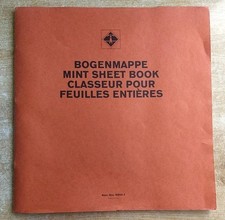 BOGENMAPPE
MINT SHEET BOOK
CLASSEUR POUR
FEUILLES ENTIÈRES